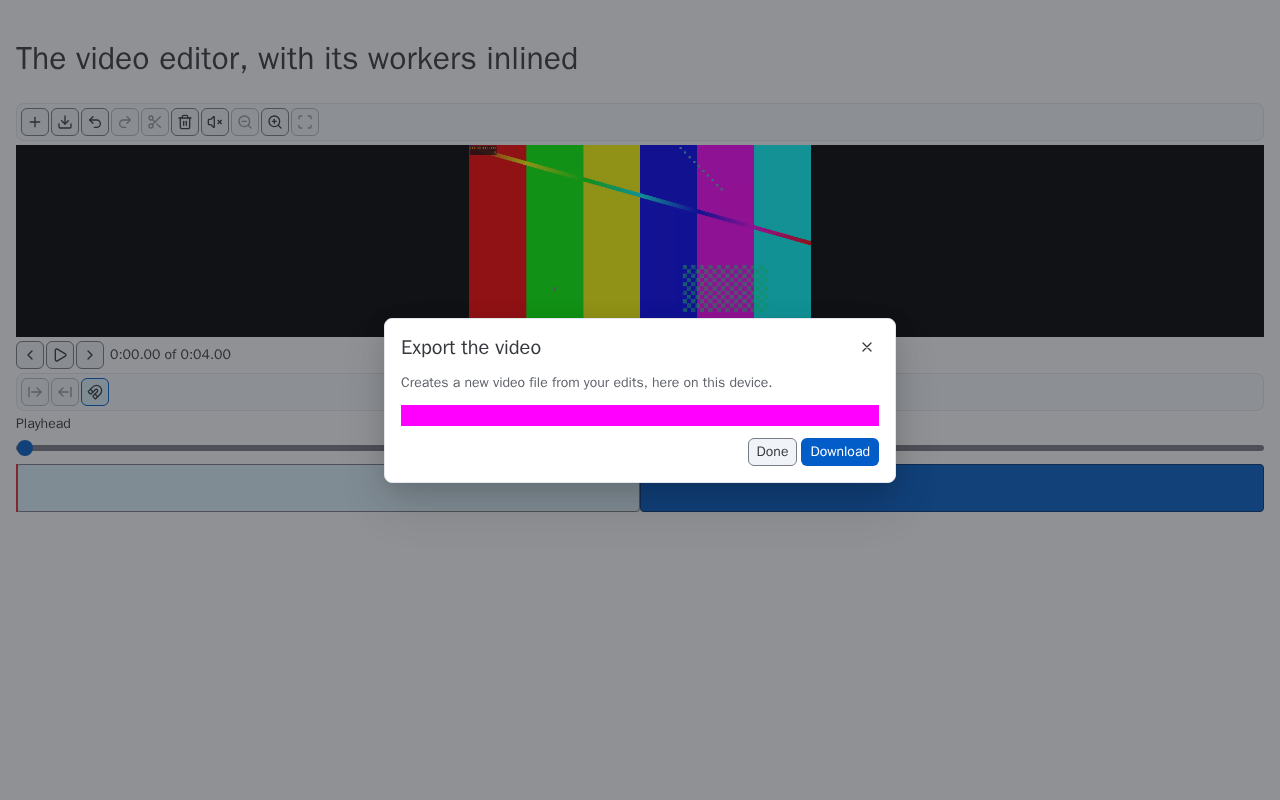 The video editor, with its workers inlined
0:00.00 of 0:04.00
Export the video
Creates a new video file from your edits, here on this device.
Done
Download
Playhead